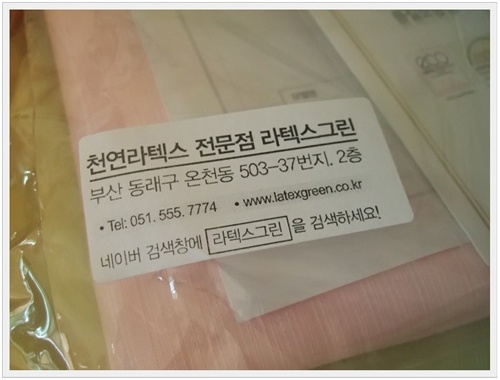 천연라텍스 전문점 라텍스그린
부산 동래구 온천동 503-37번지. 2층
• Tel: 051. 555. 7774 • www.latexgreen.co.kr
네이버 검색창에 라텍스그린 을 검색하세요!